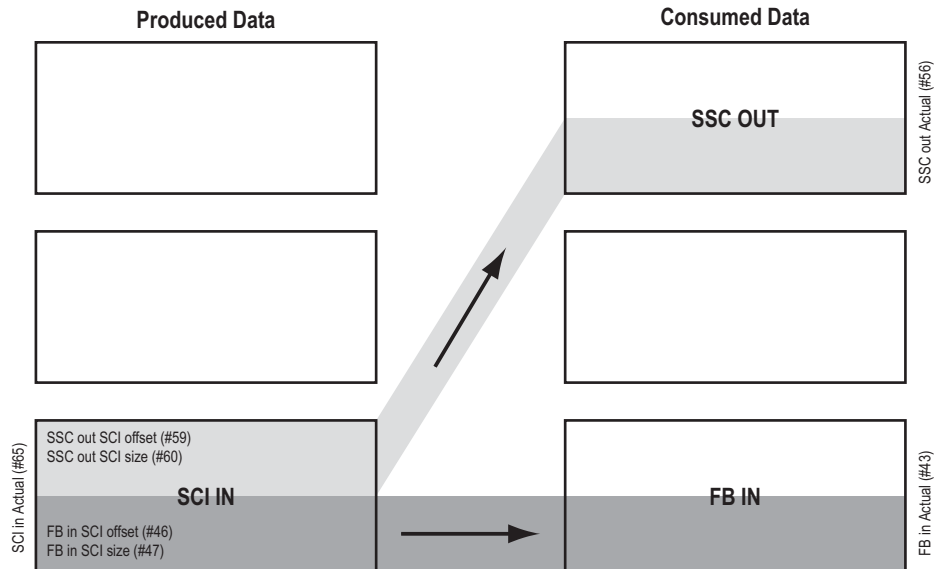 Produced Data
Consumed Data
SSC OUT
SSC out Actual (#56)
SSC out SCI offset (#59)
SSC out SCI size (#60)
SCI IN
FB in SCI offset (#46)
FB in SCI size (#47)
SCI in Actual (#65)
FB IN
FB in Actual (#43)